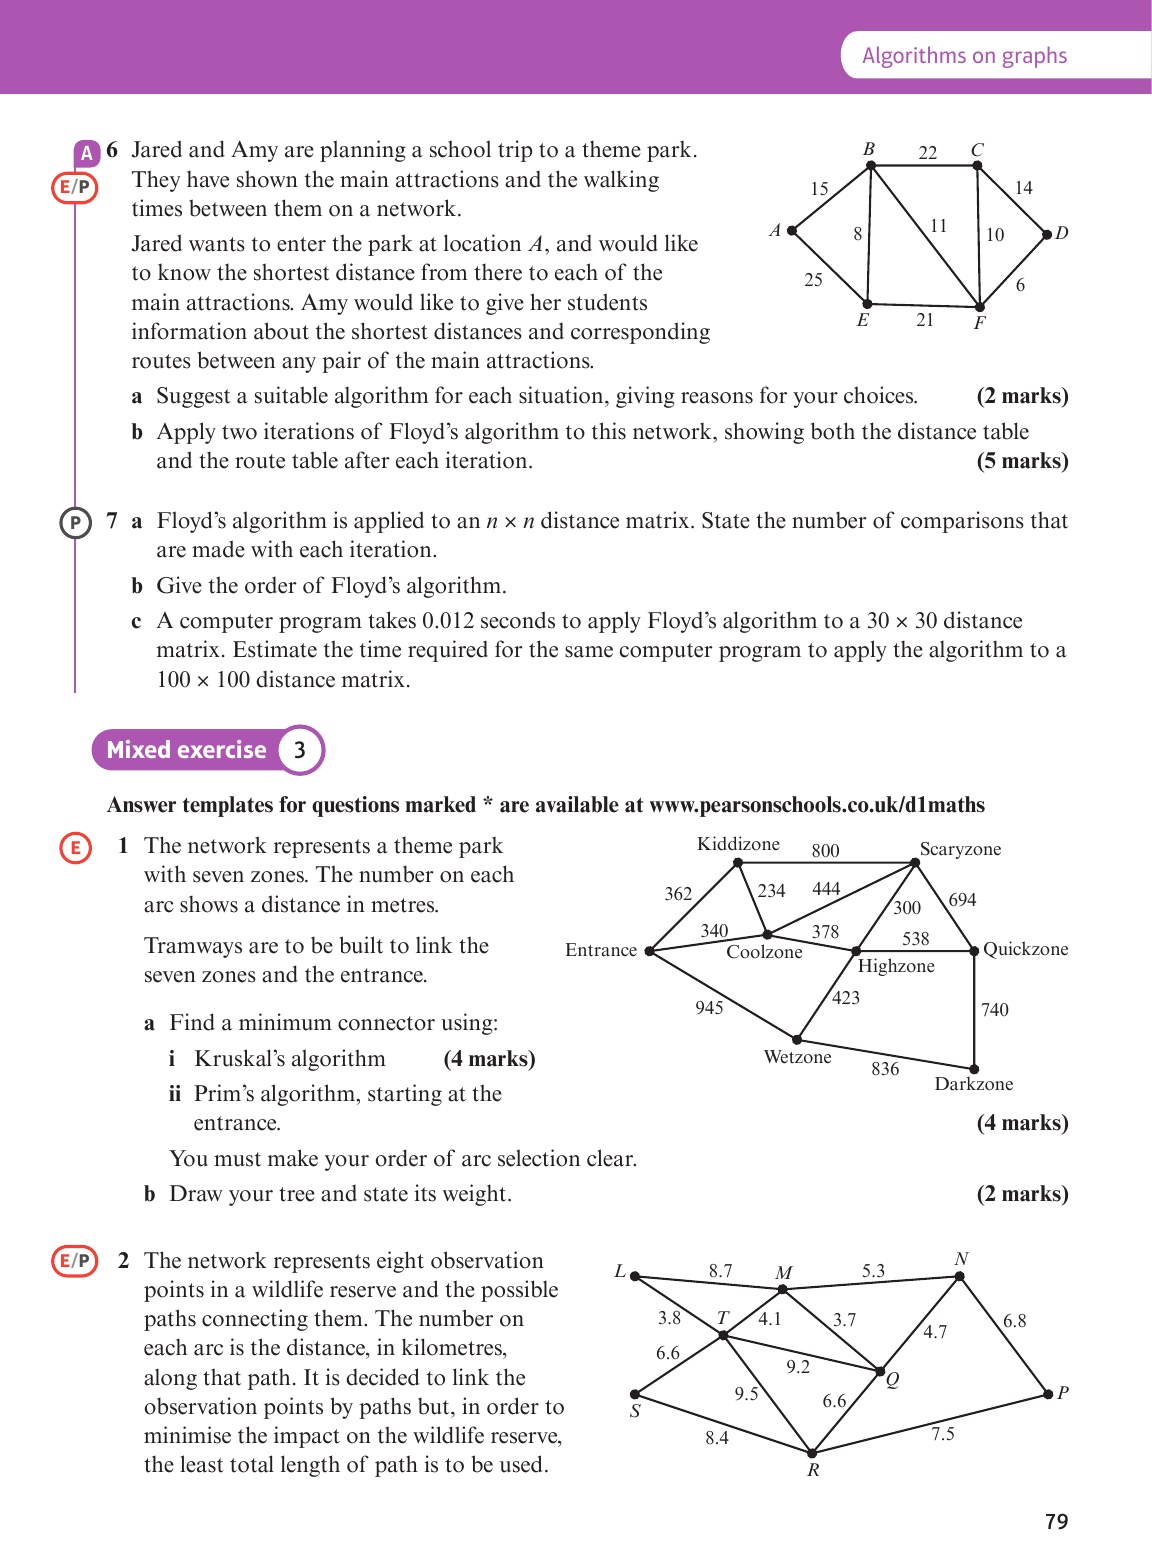 Algorithms on graphs
A 6 Jared and Amy are planning a school trip to a theme park.
E/P They have shown the main attractions and the walking
times between them on a network.
Jared wants to enter the park at location A, and would like
to know the shortest distance from there to each of the
main attractions. Amy would like to give her students
information about the shortest distances and corresponding
routes between any pair of the main attractions.
B 22 C
15 14
A 8 11 10 D
25 6
E 21 F
a Suggest a suitable algorithm for each situation, giving reasons for your choices. (2 marks)
b Apply two iterations of Floyd's algorithm to this network, showing both the distance table
and the route table after each iteration. (5 marks)
P 7 a Floyd's algorithm is applied to an n × n distance matrix. State the number of comparisons that
are made with each iteration.
b Give the order of Floyd's algorithm.
c A computer program takes 0.012 seconds to apply Floyd's algorithm to a 30 × 30 distance
matrix. Estimate the time required for the same computer program to apply the algorithm to a
100 × 100 distance matrix.
Mixed exercise 3
Answer templates for questions marked * are available at www.pearsonschools.co.uk/d1maths
E 1 The network represents a theme park
with seven zones. The number on each
arc shows a distance in metres.
Tramways are to be built to link the
seven zones and the entrance.
a Find a minimum connector using:
i Kruskal's algorithm (4 marks)
ii Prim's algorithm, starting at the
entrance. (4 marks)
You must make your order of arc selection clear.
b Draw your tree and state its weight. (2 marks)
Kiddizone 800 Scaryzone
362 234 444 300 694
340 378 538
Entrance Coolzone Highzone Quickzone
945 423 740
Wetzone 836 Darkzone
E/P 2 The network represents eight observation
points in a wildlife reserve and the possible
paths connecting them. The number on
each arc is the distance, in kilometres,
along that path. It is decided to link the
observation points by paths but, in order to
minimise the impact on the wildlife reserve,
the least total length of path is to be used.
L 8.7 M 5.3 N
3.8 T 4.1 3.7 4.7 6.8
6.6 9.2 Q
S 9.5 6.6 P
8.4 7.5
R
79